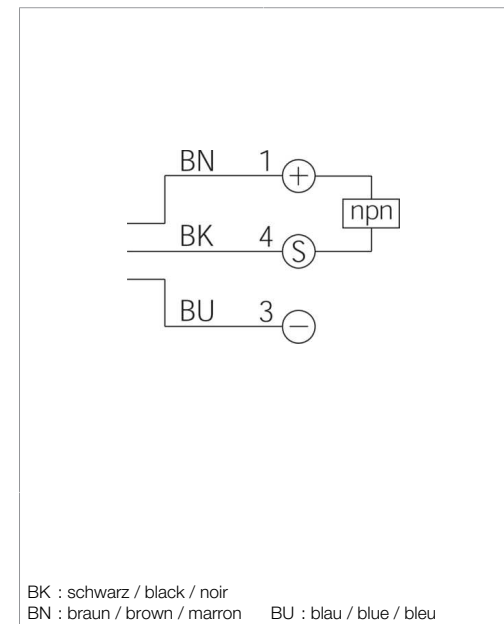 BN 1 +
npn
BK 4 S
BU 3 −
BK : schwarz / black / noir
BN : braun / brown / marron BU : blau / blue / bleu